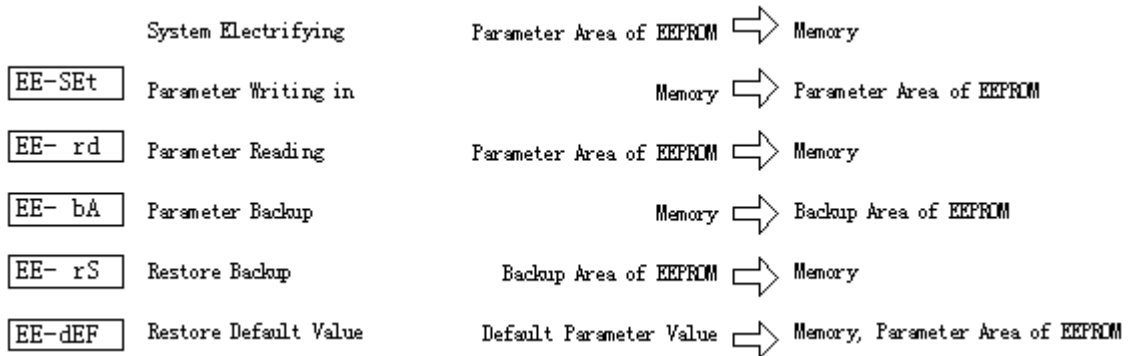 System Electrifying Parameter Area of EEPROM Memory
EE-SEt Parameter Writing in Memory Parameter Area of EEPROM
EE- rd Parameter Reading Parameter Area of EEPROM Memory
EE- bA Parameter Backup Memory Backup Area of EEPROM
EE- rS Restore Backup Backup Area of EEPROM Memory
EE-dEF Restore Default Value Default Parameter Value Memory, Parameter Area of EEPROM